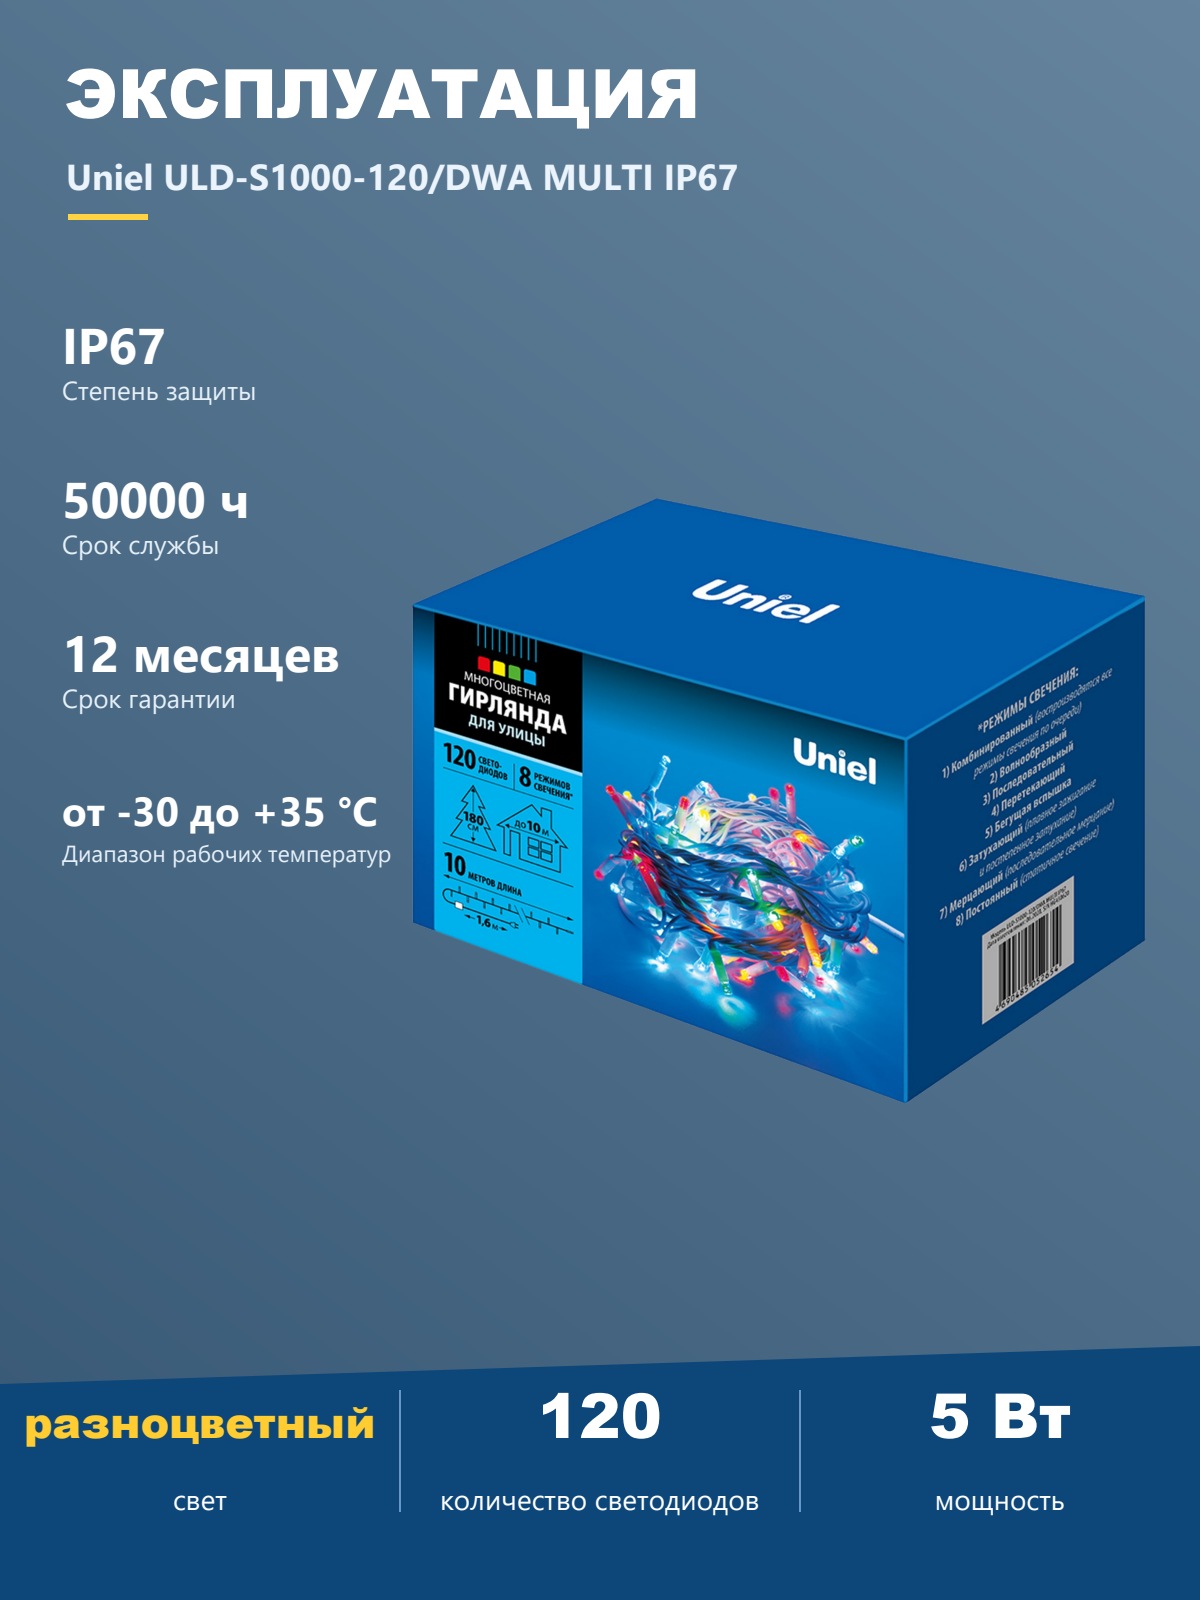 ЭКСПЛУАТАЦИЯ
Uniel ULD-S1000-120/DWA MULTI IP67
IP67
Степень защиты
50000 ч
Срок службы
12 месяцев
Срок гарантии
от -30 до +35 °C
Диапазон рабочих температур
Uniel
МНОГОЦВЕТНАЯ
ГИРЛЯНДА
ДЛЯ УЛИЦЫ
120 СВЕТО-
ДИОДОВ
8 РЕЖИМОВ
СВЕЧЕНИЯ*
180
СМ
до 10 м
10 МЕТРОВ ДЛИНА
1,6 м
Uniel
*РЕЖИМЫ СВЕЧЕНИЯ:
1) Комбинированный (воспроизводятся все
режимы свечения по очереди)
2) Волнообразный
3) Последовательный
4) Перетекающий
5) Бегущая вспышка
6) Затухающий (плавное зажигание
и постепенное затухание)
7) Мерцающий (последовательное мерцание)
8) Постоянный (статичное свечение)
разноцветный
свет
120
количество светодиодов
5 Вт
мощность